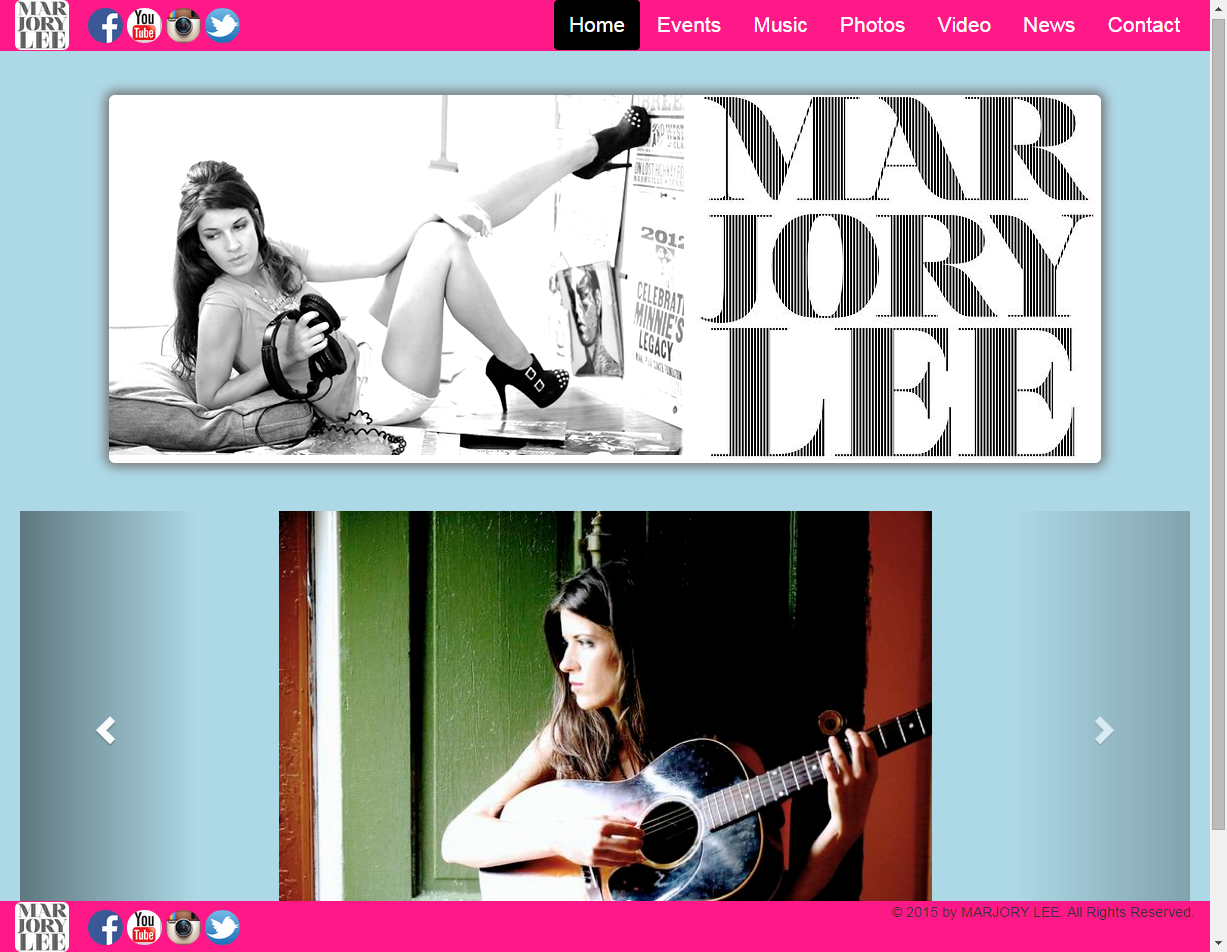 MAR
JORY
LEE
You
Tube
Home Events Music Photos Video News Contact
MAR
JORY
LEE
2012
CELEBRATE
MINNIE'S
LEGACY
MAR
JORY
LEE
You
Tube
© 2015 by MARJORY LEE. All Rights Reserved.